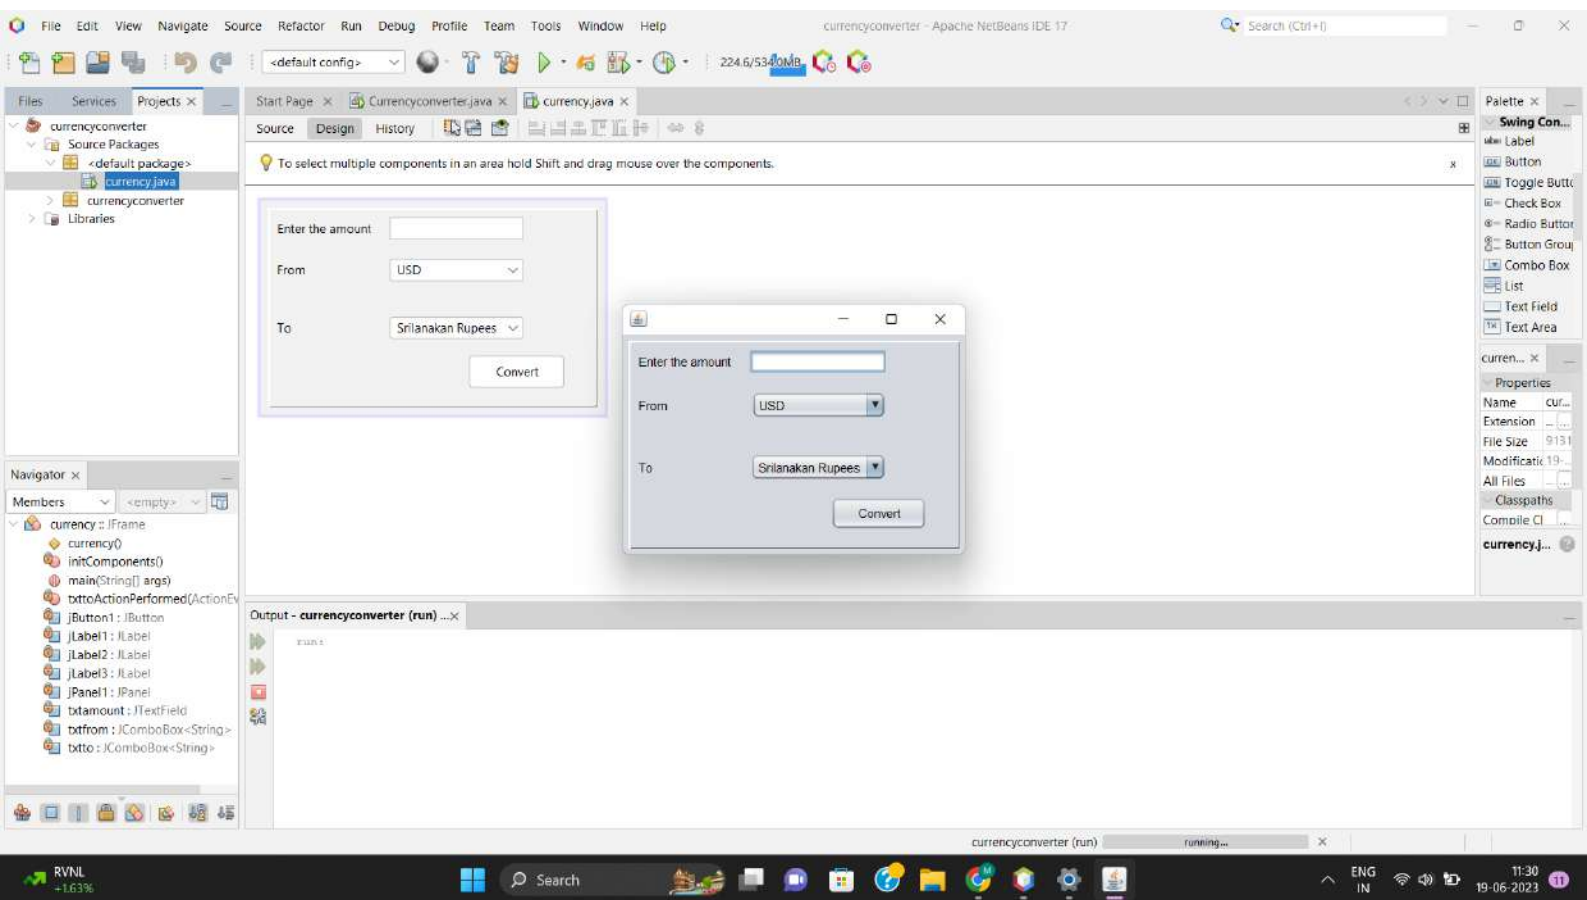 File Edit View Navigate Source Refactor Run Debug Profile Team Tools Window Help
currencyconverter - Apache NetBeans IDE 17
Search (Ctrl+I)
<default config>
224.6/534.0MB
Files Services Projects
currencyconverter
Source Packages
<default package>
currency.java
currencyconverter
Libraries
Start Page Currencyconverter.java currency.java
Source Design History
To select multiple components in an area hold Shift and drag mouse over the components.
Enter the amount
From USD
To Srilanakan Rupees
Convert
Enter the amount
From USD
To Srilanakan Rupees
Convert
Palette
Swing Con...
Label
Button
Toggle Butto
Check Box
Radio Button
Button Group
Combo Box
List
Text Field
Text Area
curren...
Properties
Name cur...
Extension ...
File Size 9131
Modificatic 19-...
All Files ...
Classpaths
Compile Cl ...
currency.j...
Navigator
Members <empty>
currency :: JFrame
currency()
initComponents()
main(String[] args)
txttoActionPerformed(ActionEv
jButton1 : JButton
jLabel1 : JLabel
jLabel2 : JLabel
jLabel3 : JLabel
jPanel1 : JPanel
txtamount : JTextField
txtfrom : JComboBox<String>
txtto : JComboBox<String>
Output - currencyconverter (run) ...
run:
currencyconverter (run) running...
RVNL
+1.63%
Search
ENG
IN
11:30
19-06-2023
11